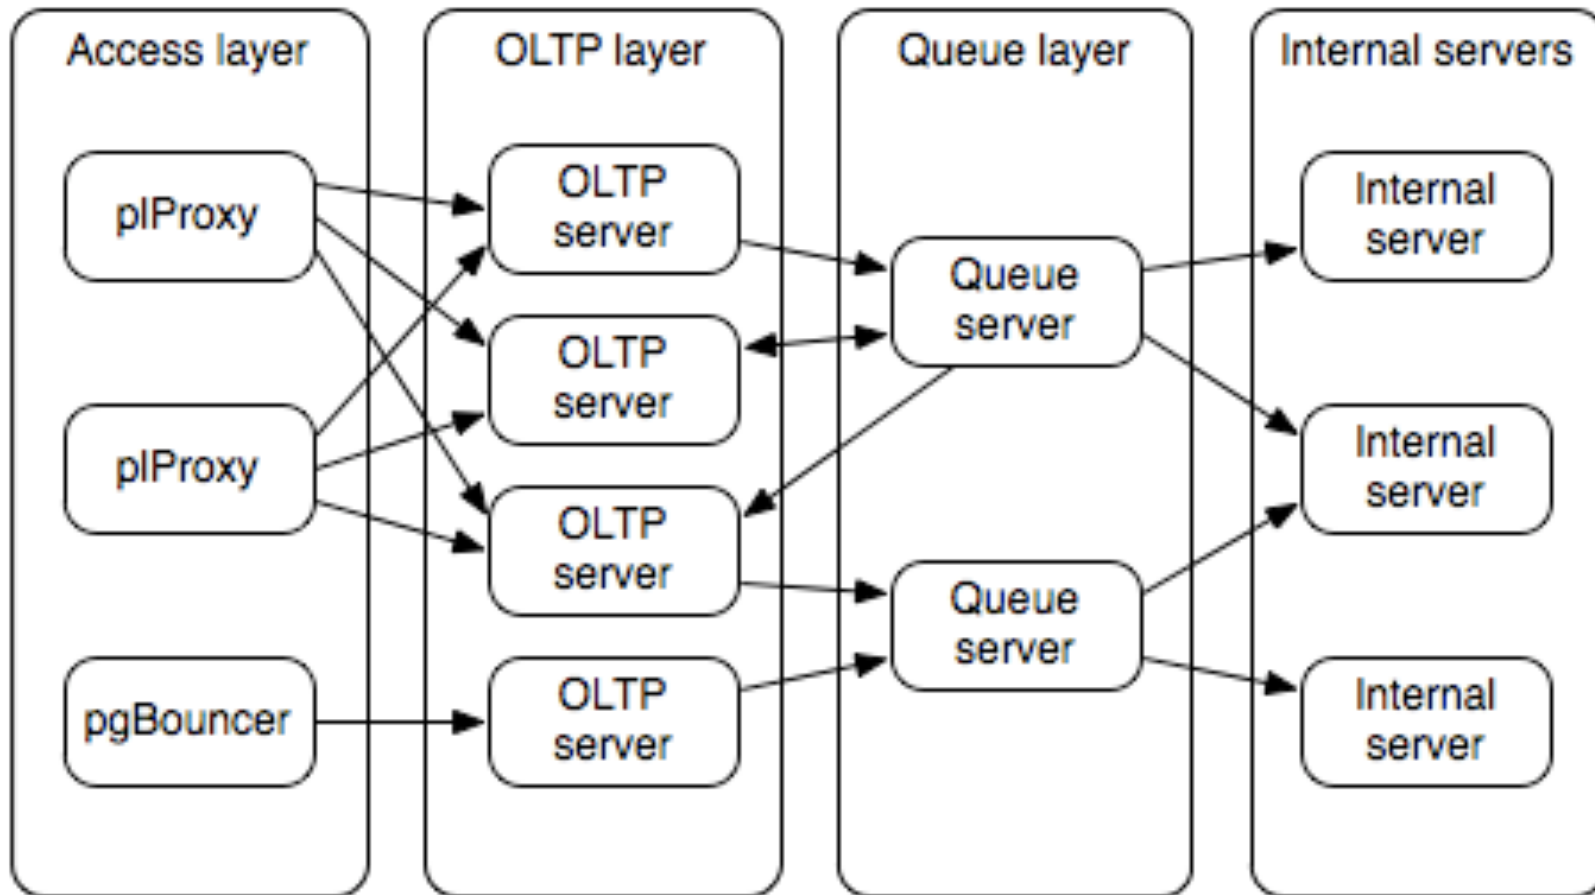 Access layer
plProxy
plProxy
pgBouncer
OLTP layer
OLTP
server
OLTP
server
OLTP
server
OLTP
server
Queue layer
Queue
server
Queue
server
Internal servers
Internal
server
Internal
server
Internal
server